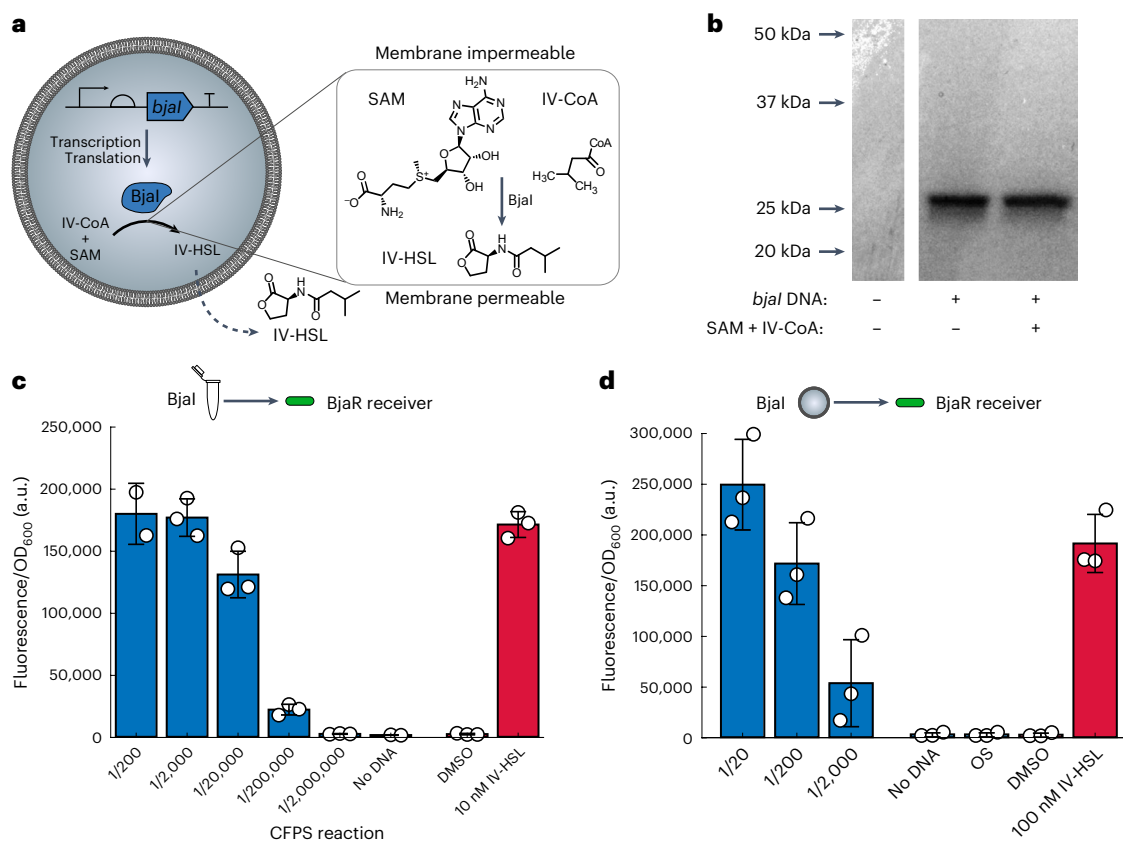 a
Membrane impermeable
SAM
IV-CoA
NH₂
H₂N
N
N
N
N
O
OH
OH
S⁺
O
⁻O
NH₂
CoA
O
H₃C
CH₃
BjaI
IV-HSL
O
O
H
N
O
Membrane permeable
bjaI
Transcription
Translation
BjaI
IV-CoA
+
SAM
IV-HSL
O
O
H
N
O
IV-HSL
b
50 kDa
37 kDa
25 kDa
20 kDa
bjaI DNA: – + +
SAM + IV-CoA: – – +
c
BjaI
BjaR receiver
Fluorescence/OD₆₀₀ (a.u.)
250,000
200,000
150,000
100,000
50,000
0
1/200
1/2,000
1/20,000
1/200,000
1/2,000,000
No DNA
DMSO
10 nM IV-HSL
CFPS reaction
d
BjaI
BjaR receiver
Fluorescence/OD₆₀₀ (a.u.)
300,000
250,000
200,000
150,000
100,000
50,000
0
1/20
1/200
1/2,000
No DNA
OS
DMSO
100 nM IV-HSL